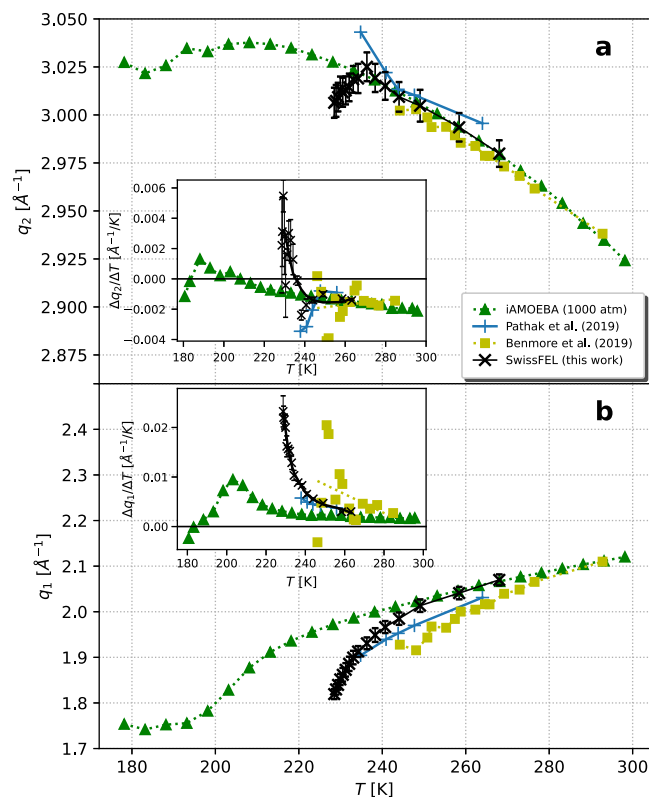 3.050
3.025
3.000
2.975
2.950
2.925
2.900
2.875
q₂ [Å⁻¹]
a
0.006
0.004
0.002
0.000
−0.002
−0.004
Δq₂/ΔT [Å⁻¹/K]
180 200 220 240 260 280 300
T [K]
iAMOEBA (1000 atm)
Pathak et al. (2019)
Benmore et al. (2019)
SwissFEL (this work)
b
2.4
2.3
2.2
2.1
2.0
1.9
1.8
1.7
q₁ [Å⁻¹]
0.02
0.01
0.00
Δq₁/ΔT [Å⁻¹/K]
180 200 220 240 260 280 300
T [K]
180 200 220 240 260 280 300
T [K]